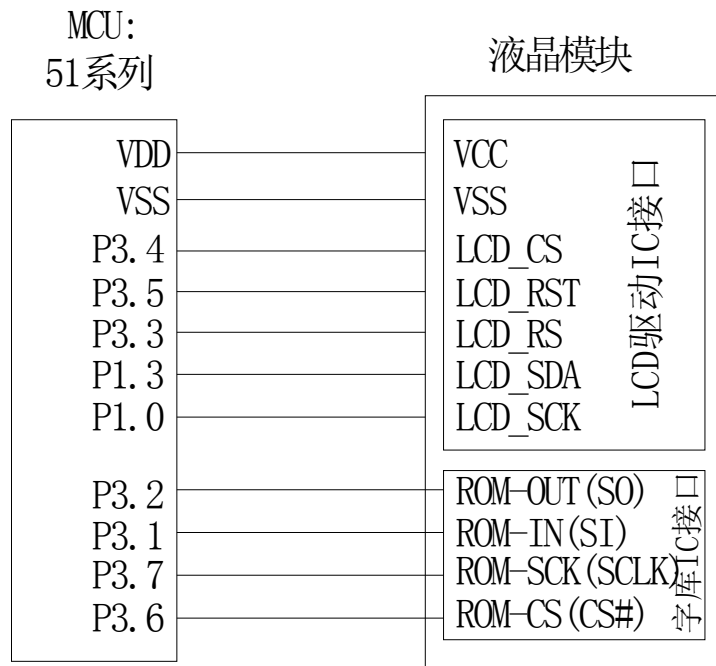 MCU:
51系列
液晶模块
VDD
VSS
P3.4
P3.5
P3.3
P1.3
P1.0
P3.2
P3.1
P3.7
P3.6
VCC
VSS
LCD_CS
LCD_RST
LCD_RS
LCD_SDA
LCD_SCK
LCD驱动IC接口
ROM-OUT(SO)
ROM-IN(SI)
ROM-SCK(SCLK)
ROM-CS(CS#)
字库IC接口